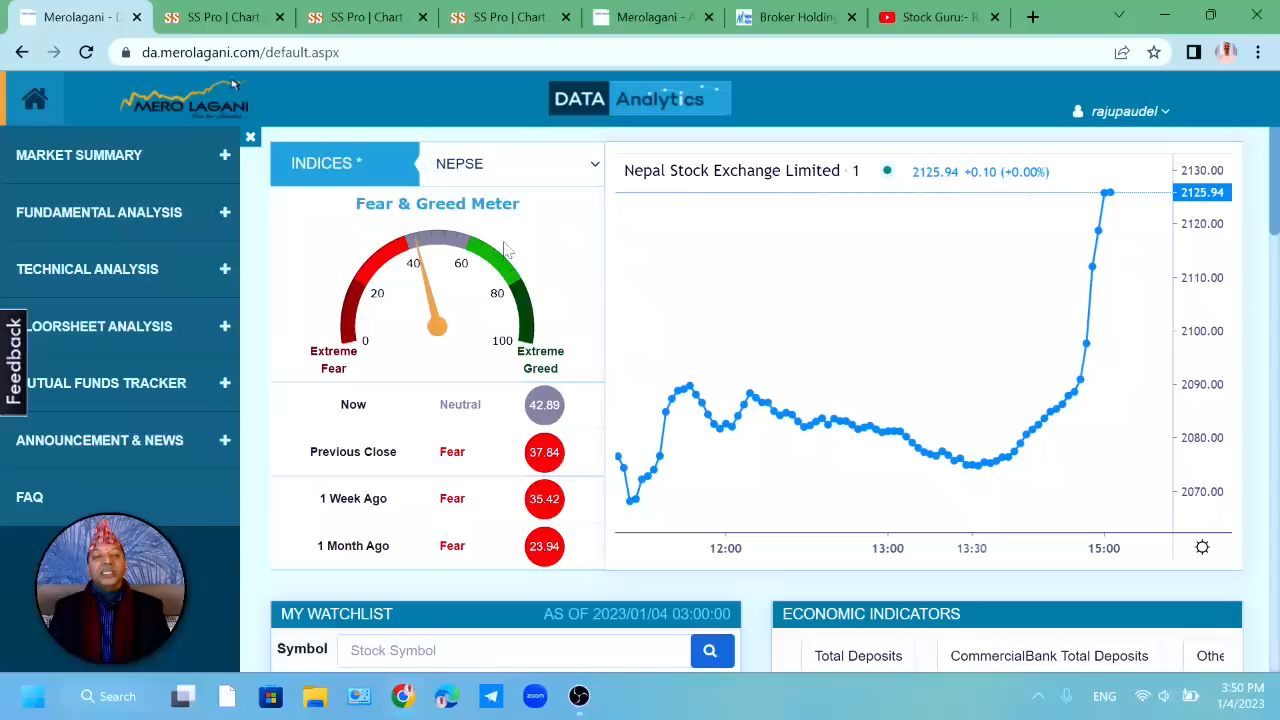 Mero Lagani - D
SS Pro | Chart
SS Pro | Chart
SS Pro | Chart
Merolagani - A
Broker Holding
Stock Guru:- R
da.merolagani.com/default.aspx
MERO LAGANI
DATA Analytics
rajupaudel
MARKET SUMMARY
FUNDAMENTAL ANALYSIS
TECHNICAL ANALYSIS
LOORSHEET ANALYSIS
UTUAL FUNDS TRACKER
ANNOUNCEMENT & NEWS
FAQ
Feedback
INDICES *
NEPSE
Fear & Greed Meter
0
20
40
60
80
100
Extreme
Fear
Extreme
Greed
Now Neutral 42.89
Previous Close Fear 37.84
1 Week Ago Fear 35.42
1 Month Ago Fear 23.94
Nepal Stock Exchange Limited · 1 2125.94 +0.10 (+0.00%)
2130.00
2125.94
2120.00
2110.00
2100.00
2090.00
2080.00
2070.00
12:00 13:00 13:30 15:00
MY WATCHLIST AS OF 2023/01/04 03:00:00
Symbol Stock Symbol
ECONOMIC INDICATORS
Total Deposits CommercialBank Total Deposits Othe
Search
zoom
ENG
3:50 PM
1/4/2023